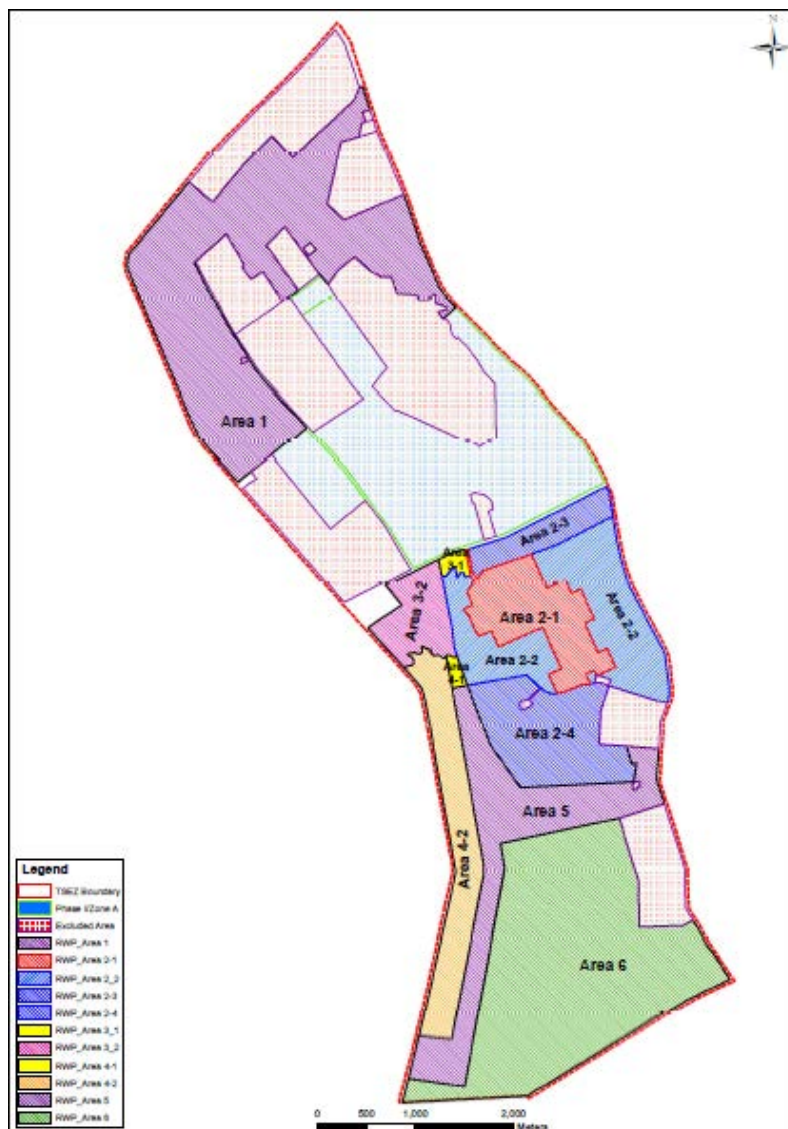 N
Area 1
Area 2-3
Area
3-1
Area 3-2
Area 2-1
Area 2-2
Area 2-2
Area
4-1
Area 2-4
Area 5
Area 4-2
Area 6
Legend
TSEZ Boundary
Phase I/Zone A
Excluded Area
RWP_Area 1
RWP_Area 2-1
RWP_Area 2_2
RWP_Area 2-3
RWP_Area 2-4
RWP_Area 3_1
RWP_Area 3_2
RWP_Area 4-1
RWP_Area 4-2
RWP_Area 5
RWP_Area 6
0 500 1,000 2,000
Meters